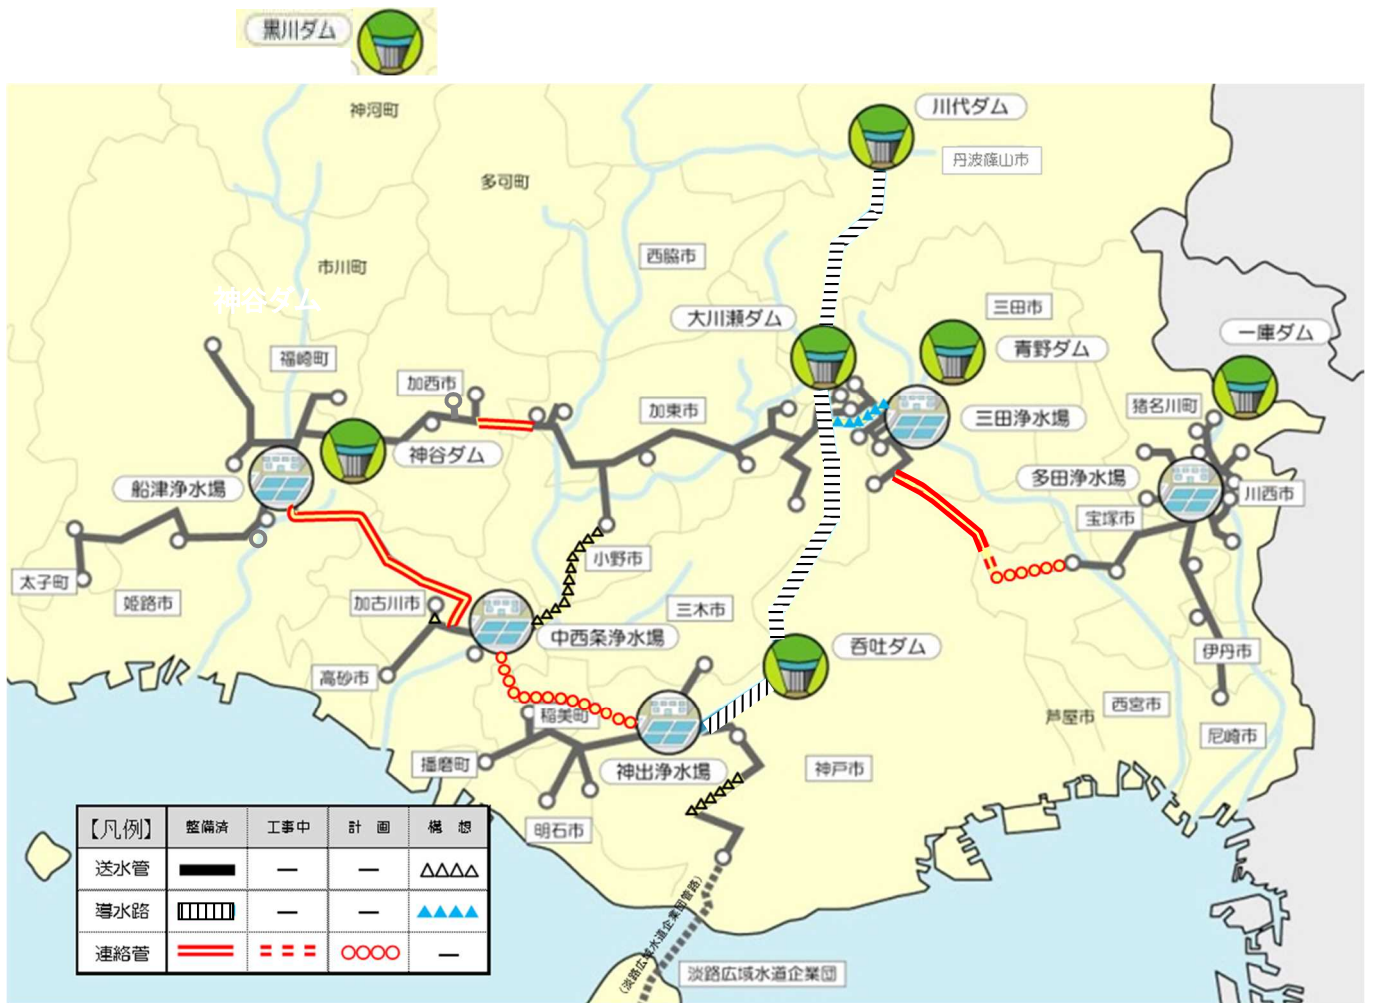 黒川ダム
神河町
川代ダム
丹波篠山市
多可町
西脇市
市川町
神谷ダム
三田市
大川瀬ダム
青野ダム
一庫ダム
福崎町
加西市
加東市
猪名川町
三田浄水場
神谷ダム
船津浄水場
多田浄水場
川西市
宝塚市
小野市
太子町
姫路市
加古川市
三木市
中西条浄水場
呑吐ダム
伊丹市
高砂市
稲美町
芦屋市
西宮市
尼崎市
播磨町
神出浄水場
神戸市
明石市
【凡例】 整備済 工事中 計 画 構 想
送水管 — —
導水路 — —
連絡管 —
(淡路広域水道企業団管路)
淡路広域水道企業団